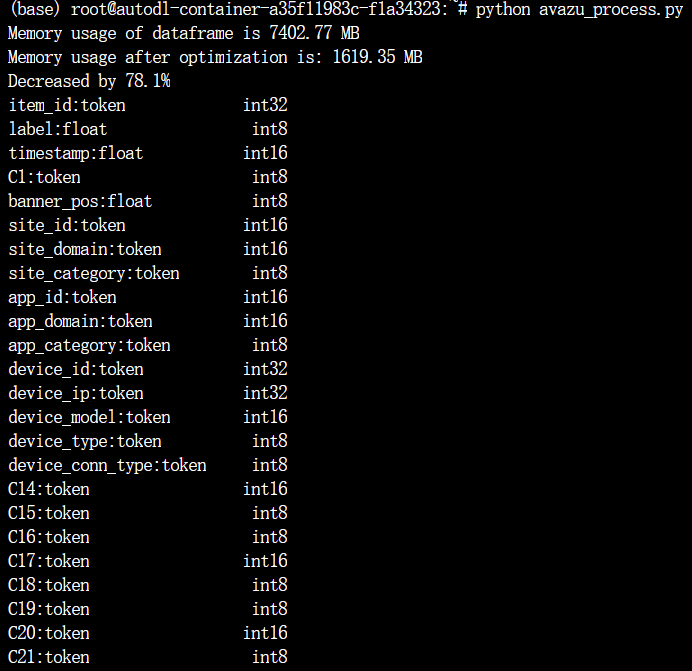 (base) root@autodl-container-a35f11983c-f1a34323:~# python avazu_process.py
Memory usage of dataframe is 7402.77 MB
Memory usage after optimization is: 1619.35 MB
Decreased by 78.1%
item_id:token int32
label:float int8
timestamp:float int16
C1:token int8
banner_pos:float int8
site_id:token int16
site_domain:token int16
site_category:token int8
app_id:token int16
app_domain:token int16
app_category:token int8
device_id:token int32
device_ip:token int32
device_model:token int16
device_type:token int8
device_conn_type:token int8
C14:token int16
C15:token int8
C16:token int8
C17:token int16
C18:token int8
C19:token int8
C20:token int16
C21:token int8